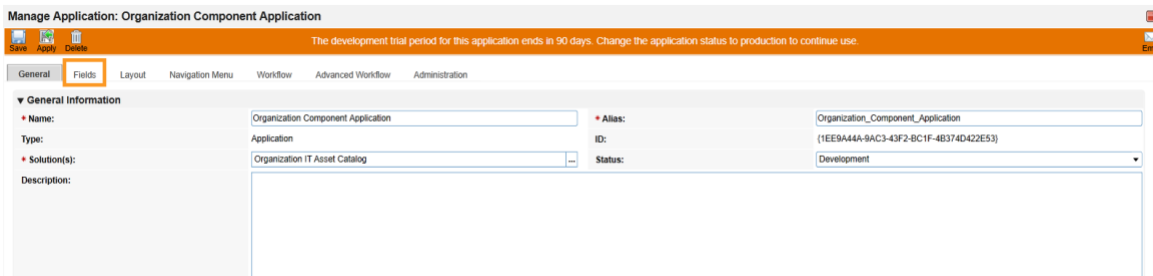 Manage Application: Organization Component Application
Save Apply Delete
The development trial period for this application ends in 90 days. Change the application status to production to continue use.
General Fields Layout Navigation Menu Workflow Advanced Workflow Administration
▼ General Information
* Name: Organization Component Application * Alias: Organization_Component_Application
Type: Application ID: {1EE9A44A-9AC3-43F2-BC1F-4B374D422E53}
* Solution(s): Organization IT Asset Catalog ... Status: Development
Description: